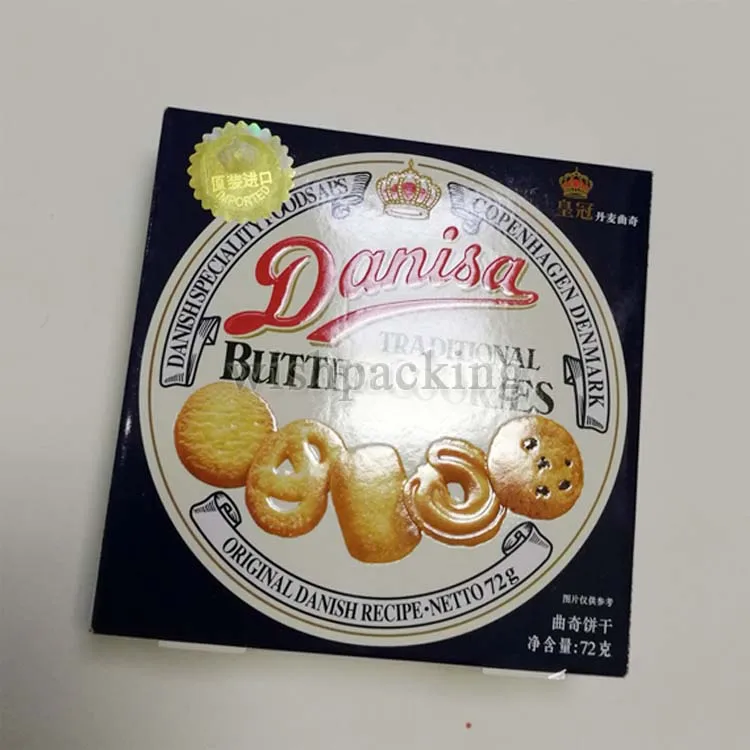 原装进口
IMPORTED
皇冠 丹麦曲奇
DANISH SPECIALITY FOODS APS
COPENHAGEN DENMARK
Danisa
TRADITIONAL
BUTTER COOKIES
wishpacking
ORIGINAL DANISH RECIPE • NETTO 72g
图片仅供参考
曲奇饼干
净含量:72克